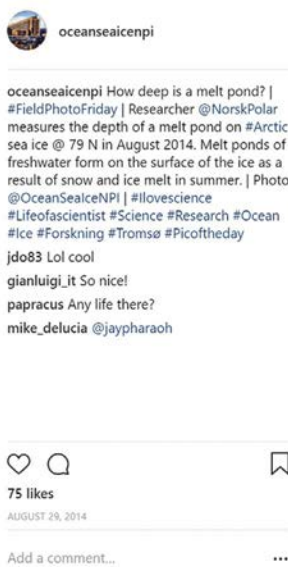 oceanseaicenpi
oceanseaicenpi How deep is a melt pond? |
#FieldPhotoFriday | Researcher @NorskPolar
measures the depth of a melt pond on #Arctic
sea ice @ 79 N in August 2014. Melt ponds of
freshwater form on the surface of the ice as a
result of snow and ice melt in summer. | Photo
@OceanSeaIceNPI | #Ilovescience
#Lifeofascientist #Science #Research #Ocean
#Ice #Forskning #Tromsø #Picoftheday
jdo83 Lol cool
gianluigi_it So nice!
papracus Any life there?
mike_delucia @jaypharaoh
75 likes
AUGUST 29, 2014
Add a comment...